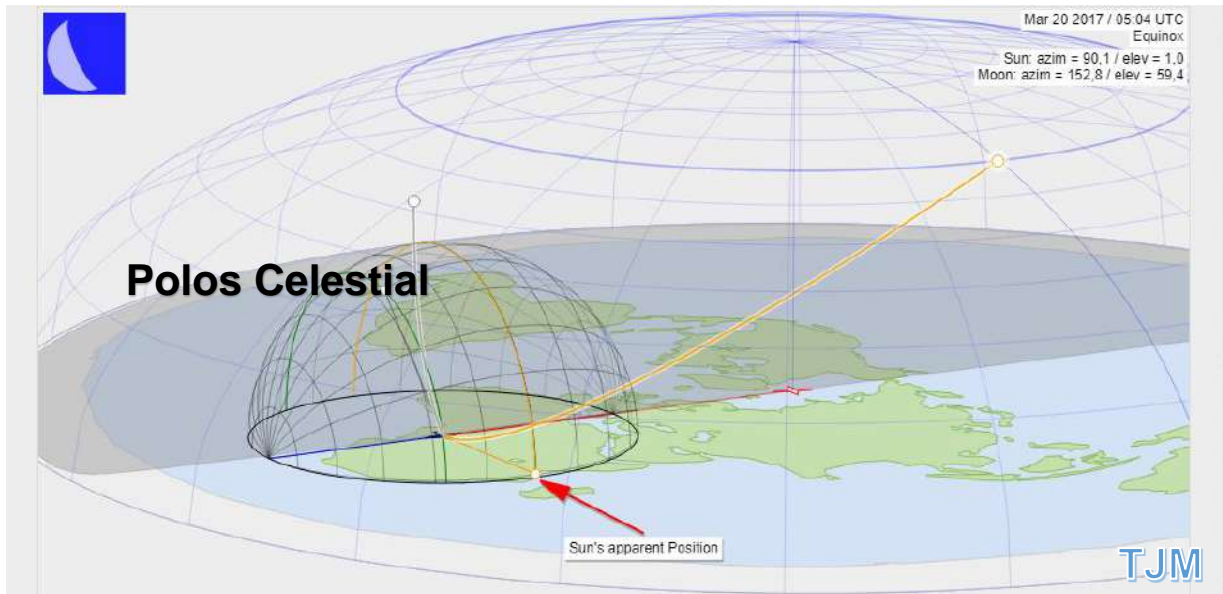 Mar 20 2017 / 05:04 UTC
Equinox
Sun: azim = 90,1 / elev = 1,0
Moon: azim = 152,8 / elev = 59,4
Polos Celestial
Sun's apparent Position
TJM